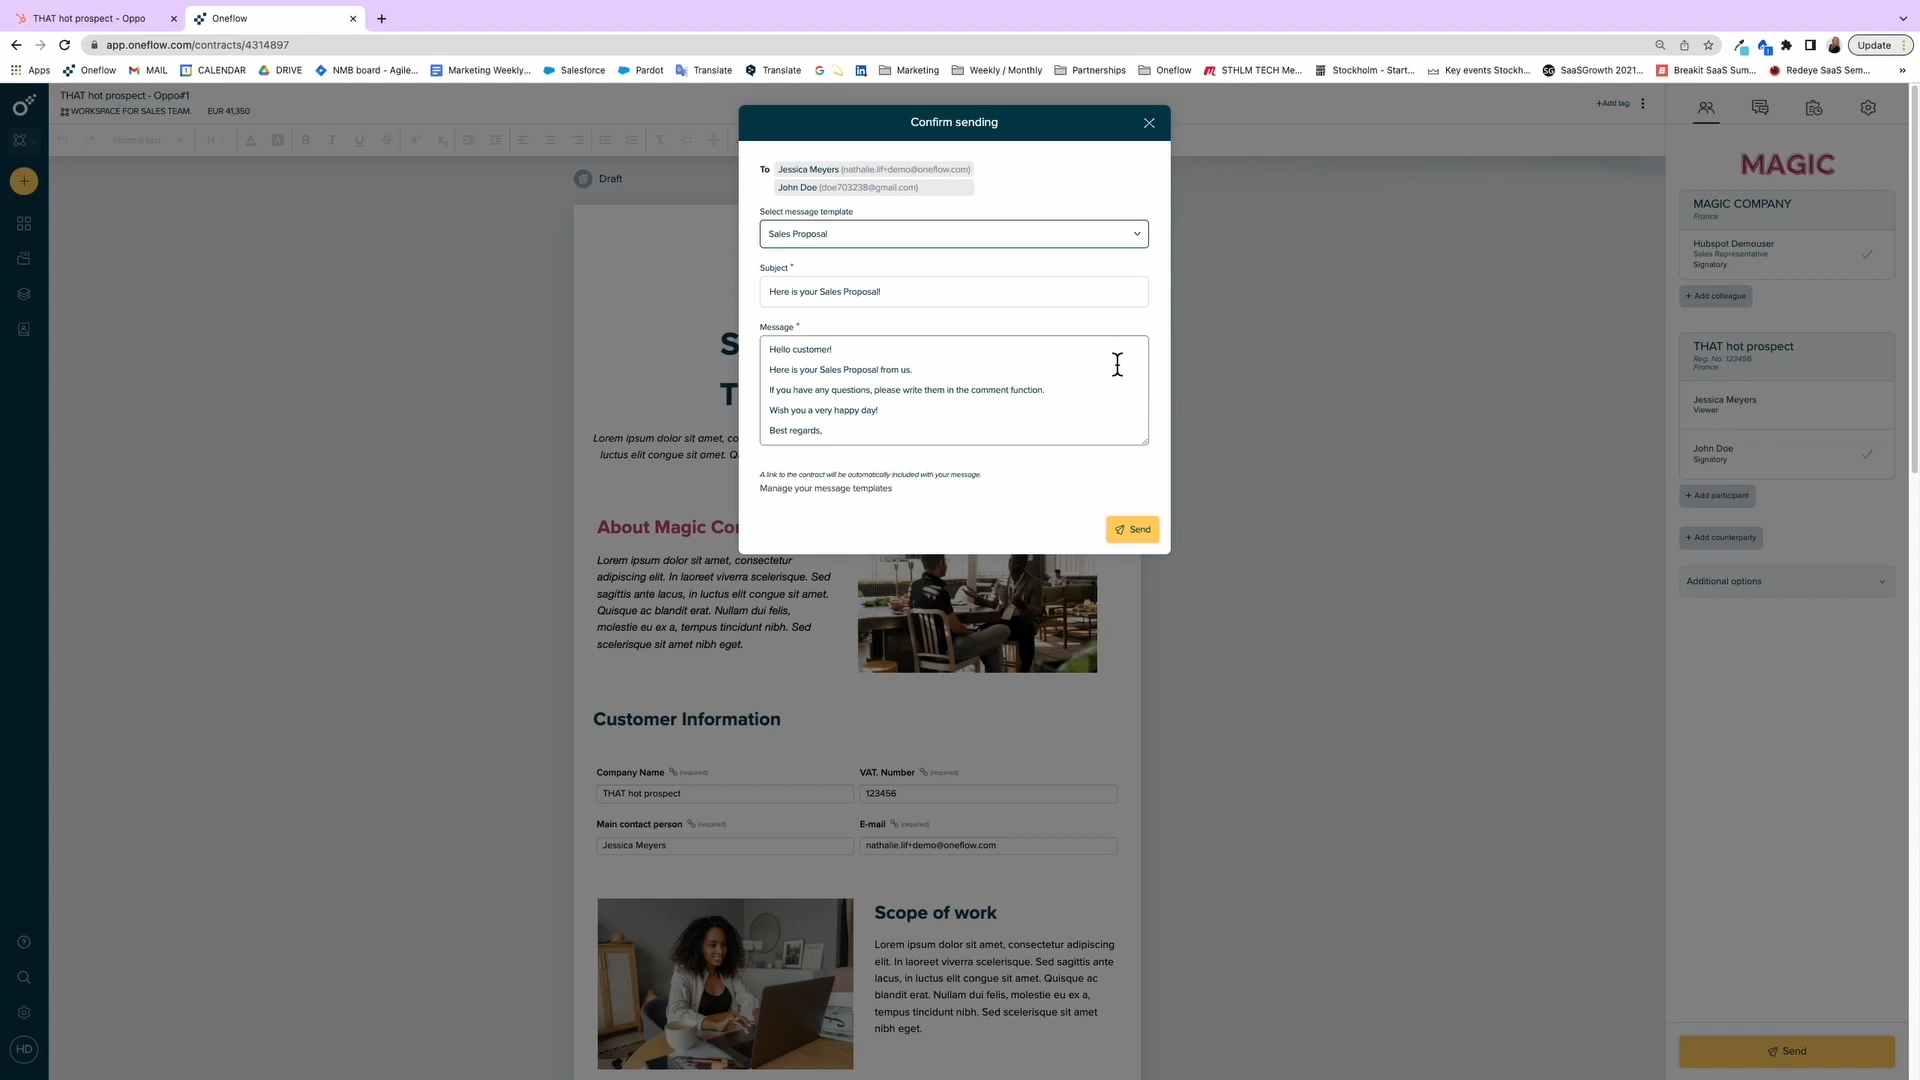 THAT hot prospect - Oppo
Oneflow
app.oneflow.com/contracts/4314897
Update
Apps
Oneflow
MAIL
CALENDAR
DRIVE
NMB board - Agile...
Marketing Weekly...
Salesforce
Pardot
Translate
Translate
Marketing
Weekly / Monthly
Partnerships
Oneflow
STHLM TECH Me...
Stockholm - Start...
Key events Stockh...
SaaSGrowth 2021...
Breakit SaaS Sum...
Redeye SaaS Sem...
THAT hot prospect - Oppo#1
WORKSPACE FOR SALES TEAM.
EUR 41,350
+Add tag
Normal text
14
Draft
Confirm sending
To
Jessica Meyers (nathalie.lif+demo@oneflow.com)
John Doe (doe703238@gmail.com)
Select message template
Sales Proposal
Subject *
Here is your Sales Proposal!
Message *
Hello customer!
Here is your Sales Proposal from us.
If you have any questions, please write them in the comment function.
Wish you a very happy day!
Best regards,
A link to the contract will be automatically included with your message.
Manage your message templates
Send
S
T
Lorem ipsum dolor sit amet, co
luctus elit congue sit amet. Q
About Magic Co
Lorem ipsum dolor sit amet, consectetur
adipiscing elit. In laoreet viverra scelerisque. Sed
sagittis ante lacus, in luctus elit congue sit amet.
Quisque ac blandit erat. Nullam dui felis,
molestie eu ex a, tempus tincidunt nibh. Sed
scelerisque sit amet nibh eget.
Customer Information
Company Name (required)
THAT hot prospect
VAT. Number (required)
123456
Main contact person (required)
Jessica Meyers
E-mail (required)
nathalie.lif+demo@oneflow.com
Scope of work
Lorem ipsum dolor sit amet, consectetur adipiscing
elit. In laoreet viverra scelerisque. Sed sagittis ante
lacus, in luctus elit congue sit amet. Quisque ac
blandit erat. Nullam dui felis, molestie eu ex a,
tempus tincidunt nibh. Sed scelerisque sit amet
nibh eget.
MAGIC
MAGIC COMPANY
France
Hubspot Demouser
Sales Representative
Signatory
+ Add colleague
THAT hot prospect
Reg. No. 123456
France
Jessica Meyers
Viewer
John Doe
Signatory
+ Add participant
+ Add counterparty
Additional options
Send
HD